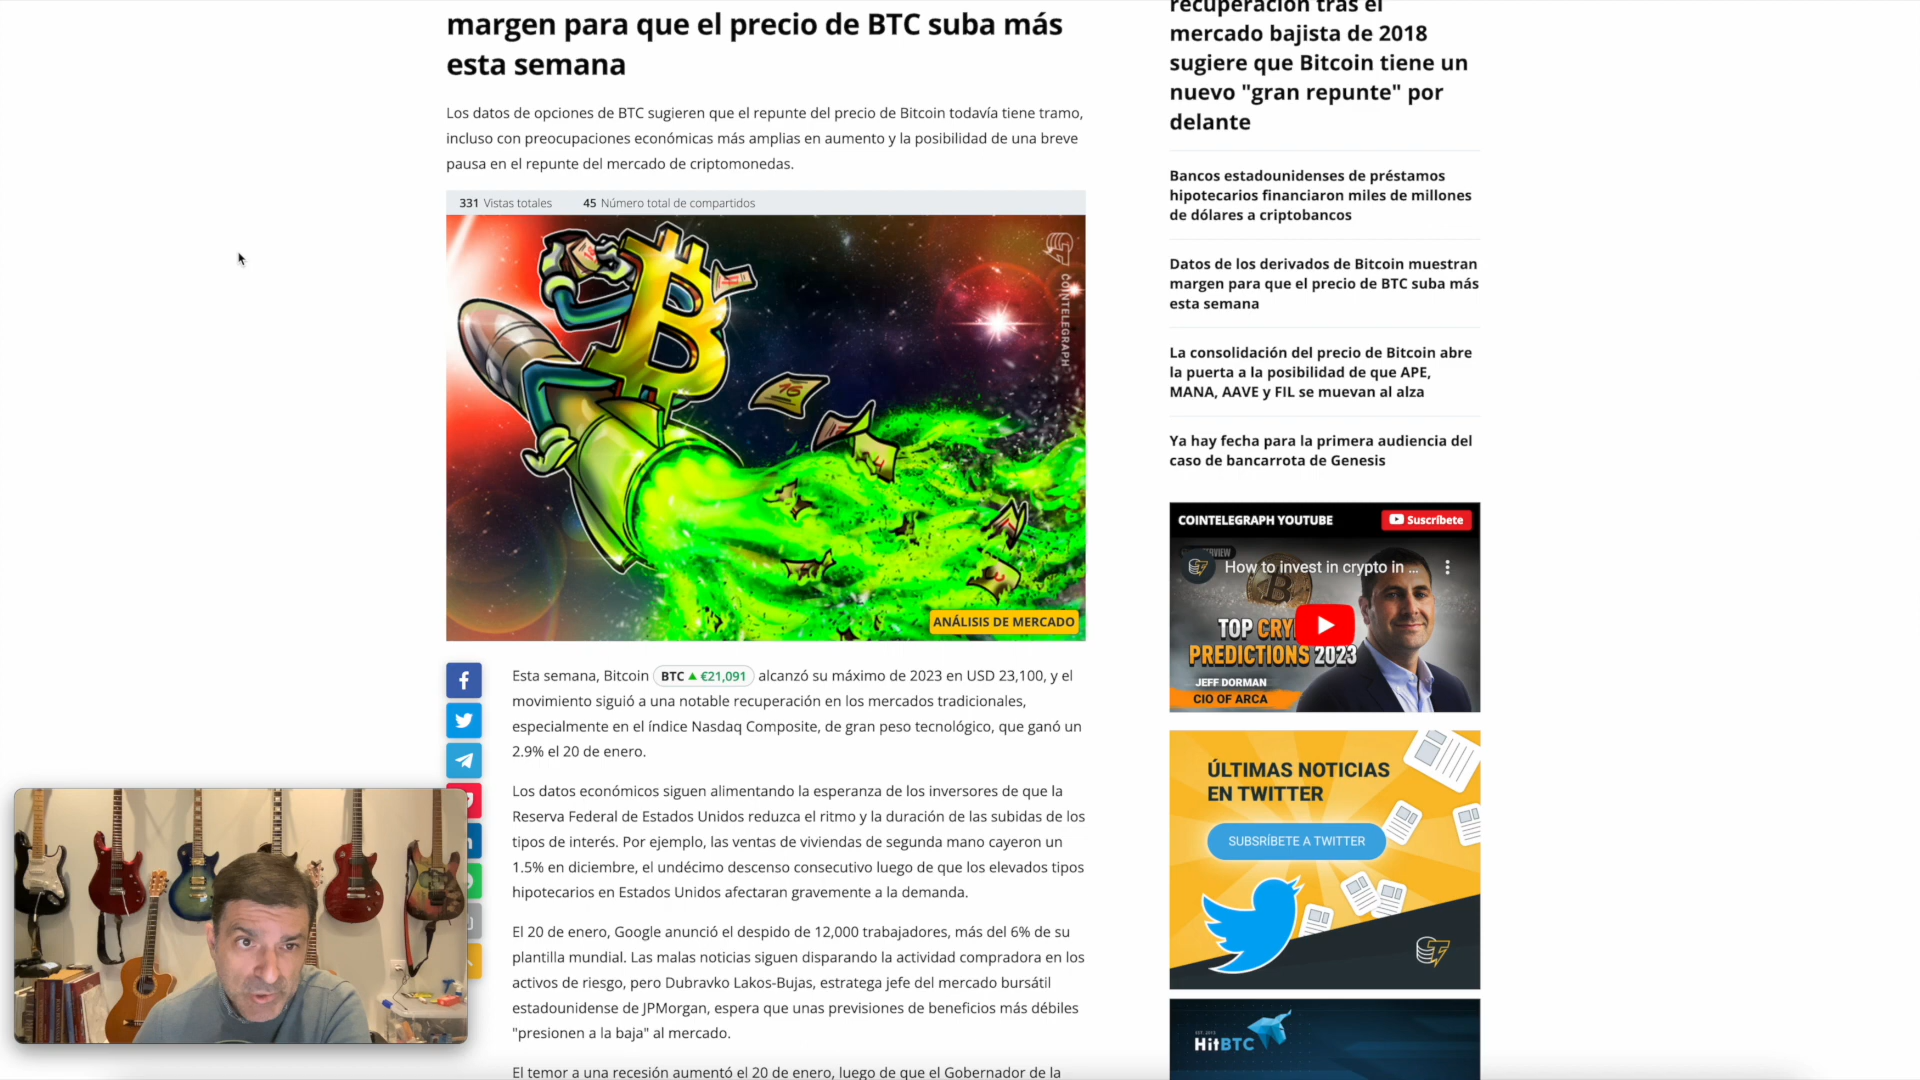 margen para que el precio de BTC suba más
esta semana
Los datos de opciones de BTC sugieren que el repunte del precio de Bitcoin todavía tiene tramo,
incluso con preocupaciones económicas más amplias en aumento y la posibilidad de una breve
pausa en el repunte del mercado de criptomonedas.
331 Vistas totales 45 Número total de compartidos
COINTELEGRAPH
ANÁLISIS DE MERCADO
Esta semana, Bitcoin BTC €21,091 alcanzó su máximo de 2023 en USD 23,100, y el
movimiento siguió a una notable recuperación en los mercados tradicionales,
especialmente en el índice Nasdaq Composite, de gran peso tecnológico, que ganó un
2.9% el 20 de enero.
Los datos económicos siguen alimentando la esperanza de los inversores de que la
Reserva Federal de Estados Unidos reduzca el ritmo y la duración de las subidas de los
tipos de interés. Por ejemplo, las ventas de viviendas de segunda mano cayeron un
1.5% en diciembre, el undécimo descenso consecutivo luego de que los elevados tipos
hipotecarios en Estados Unidos afectaran gravemente a la demanda.
El 20 de enero, Google anunció el despido de 12,000 trabajadores, más del 6% de su
plantilla mundial. Las malas noticias siguen disparando la actividad compradora en los
activos de riesgo, pero Dubravko Lakos-Bujas, estratega jefe del mercado bursátil
estadounidense de JPMorgan, espera que unas previsiones de beneficios más débiles
"presionen a la baja" al mercado.
El temor a una recesión aumentó el 20 de enero, luego de que el Gobernador de la
recuperación tras el
mercado bajista de 2018
sugiere que Bitcoin tiene un
nuevo "gran repunte" por
delante
Bancos estadounidenses de préstamos
hipotecarios financiaron miles de millones
de dólares a criptobancos
Datos de los derivados de Bitcoin muestran
margen para que el precio de BTC suba más
esta semana
La consolidación del precio de Bitcoin abre
la puerta a la posibilidad de que APE,
MANA, AAVE y FIL se muevan al alza
Ya hay fecha para la primera audiencia del
caso de bancarrota de Genesis
COINTELEGRAPH YOUTUBE Suscríbete
How to invest in crypto in ...
TOP CRY
PREDICTIONS 2023
JEFF DORMAN
CIO OF ARCA
ÚLTIMAS NOTICIAS
EN TWITTER
SUBSRÍBETE A TWITTER
HitBTC